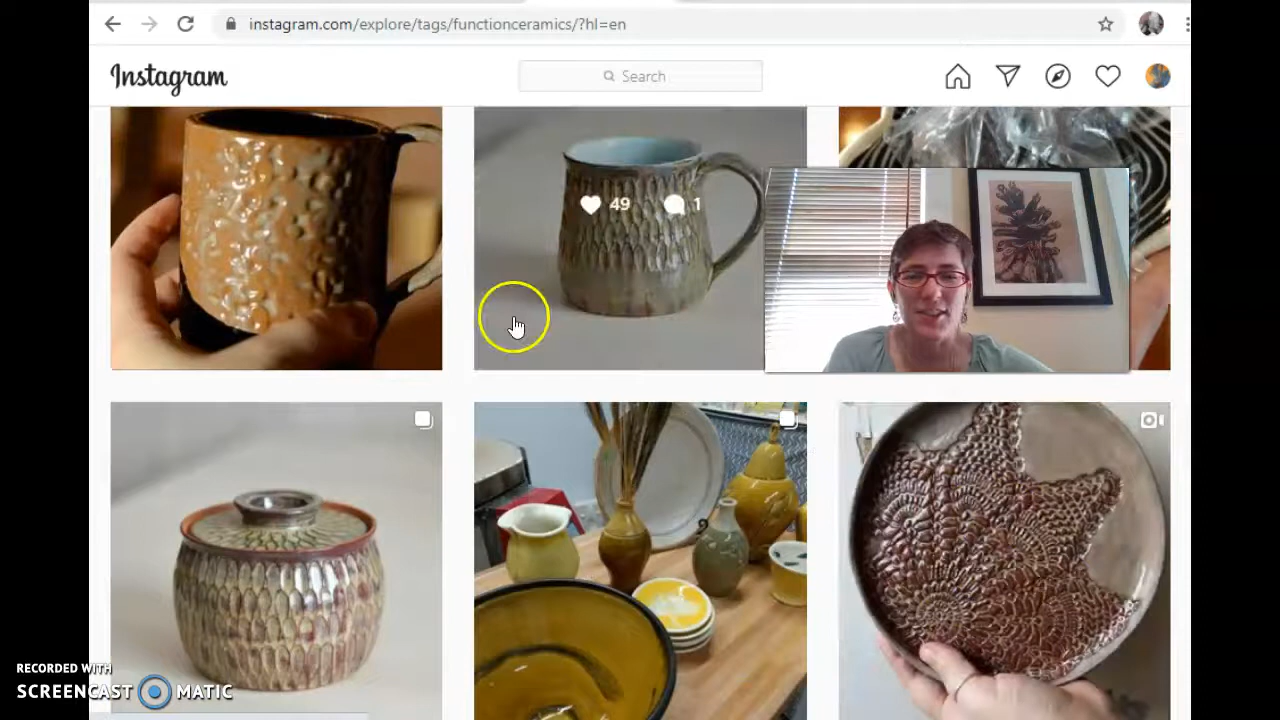 instagram.com/explore/tags/functionceramics/?hl=en
Instagram
Search
49
1
RECORDED WITH
SCREENCAST MATIC